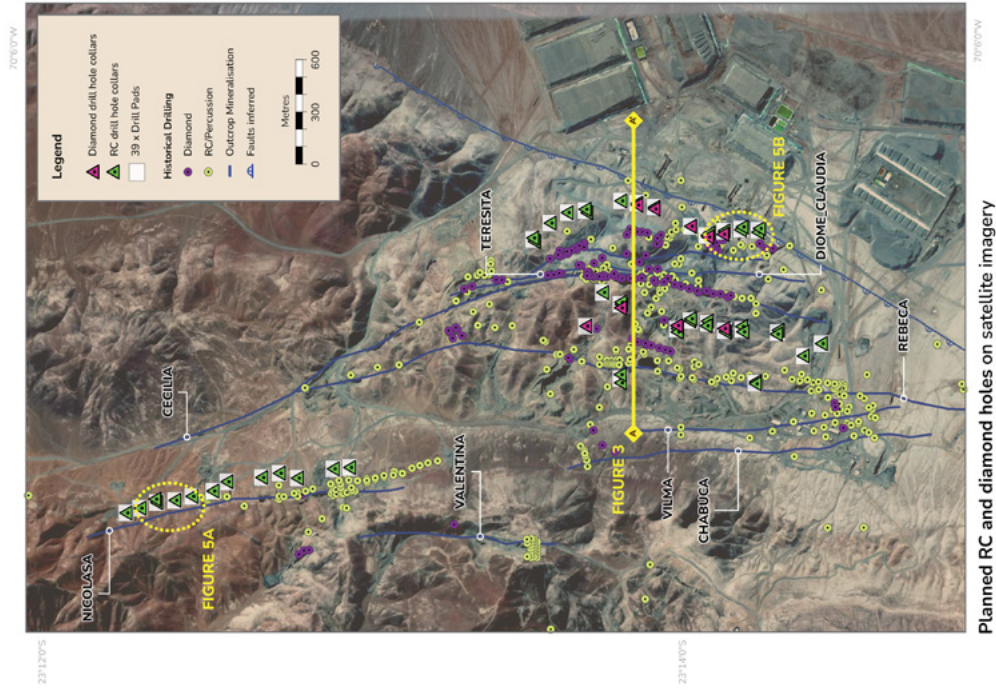 70°6'0"W
Legend
Diamond drill hole collars
RC drill hole collars
39 x Drill Pads
Historical Drilling
Diamond
RC/Percussion
Outcrop Mineralisation
Faults inferred
Metres
0 300 600
TERESITA
CECILIA
NICOLASA
FIGURE 5A
VALENTINA
FIGURE 3
A
A'
VILMA
CHABUCA
FIGURE 5B
DIOME_CLAUDIA
REBECA
23°12'0"S
23°14'0"S
70°6'0"W
Planned RC and diamond holes on satellite imagery